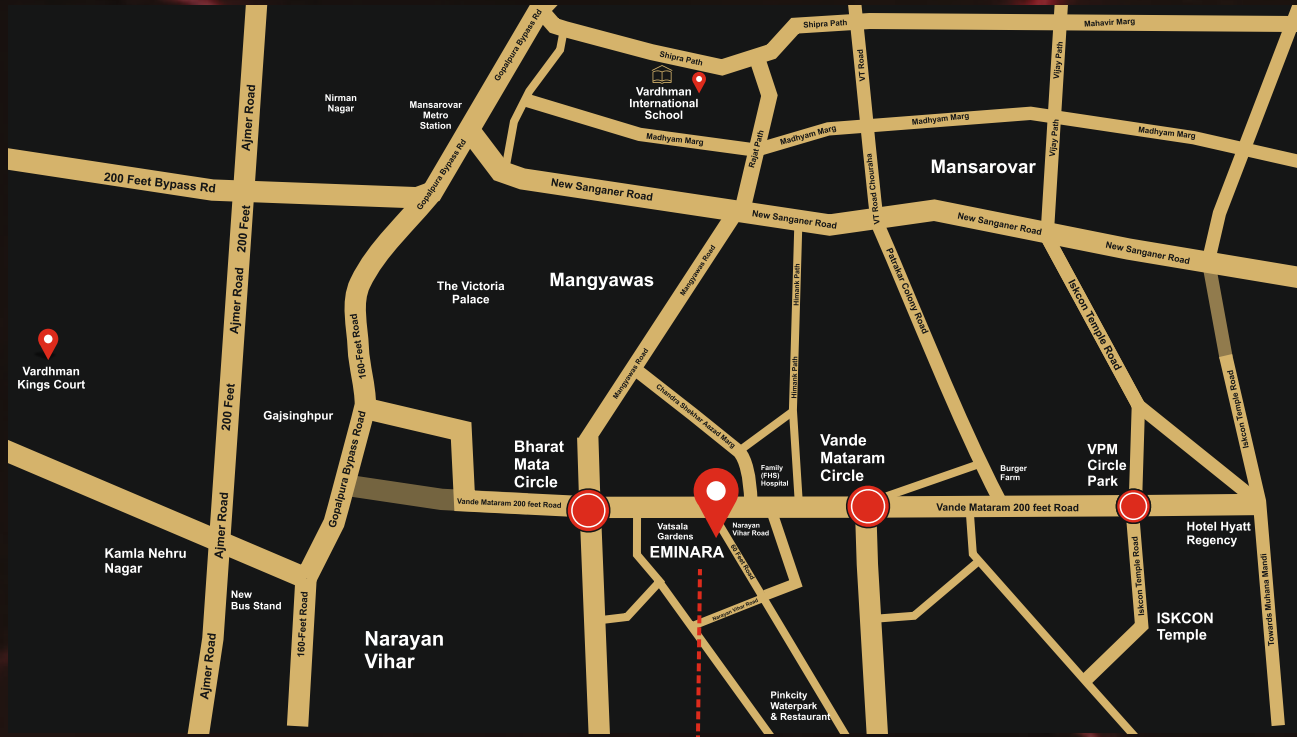 Shipra Path
Mahavir Marg
Gopalpura Bypass Rd
Shipra Path
VT Road
Vijay Path
Vardhman
International
School
Nirman
Nagar
Mansarovar
Metro
Station
Ajmer Road
Madhyam Marg
Madhyam Marg
Madhyam Marg
Madhyam Marg
Rajat Path
Vijay Path
Mansarovar
Gopalpura Bypass Rd
200 Feet Bypass Rd
New Sanganer Road
New Sanganer Road
VT Road Chouraha
New Sanganer Road
New Sanganer Road
200 Feet
Ajmer Road
The Victoria
Palace
Mangyawas
Mangyawas Road
Himank Path
Patrakar Colony Road
Iskcon Temple Road
160-Feet Road
Vardhman
Kings Court
200 Feet
Gajsinghpur
Mangyawas Road
Chandra Shekhar Aazad Marg
Himank Path
Iskcon Temple Road
Gopalpura Bypass Road
Bharat
Mata
Circle
Family
(FHS)
Hospital
Vande
Mataram
Circle
Burger
Farm
VPM
Circle
Park
Vande Mataram 200 feet Road
Vande Mataram 200 feet Road
Ajmer Road
Vatsala
Gardens
EMINARA
Narayan
Vihar Road
60 Feet Road
Hotel Hyatt
Regency
Kamla Nehru
Nagar
New
Bus Stand
160-Feet Road
Narayan Vihar Road
Iskcon Temple Road
Towards Muhana Mandi
ISKCON
Temple
Narayan
Vihar
Ajmer Road
Pinkcity
Waterpark
& Restaurant